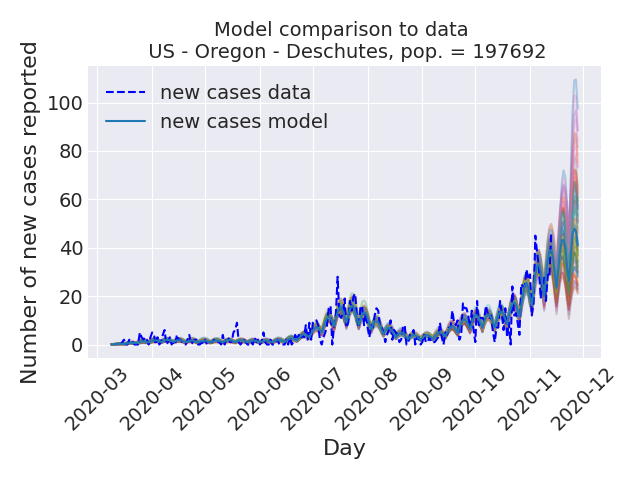 Model comparison to data
US - Oregon - Deschutes, pop. = 197692
Number of new cases reported
100
80
60
40
20
0
new cases data
new cases model
2020-03
2020-04
2020-05
2020-06
2020-07
2020-08
2020-09
2020-10
2020-11
2020-12
Day